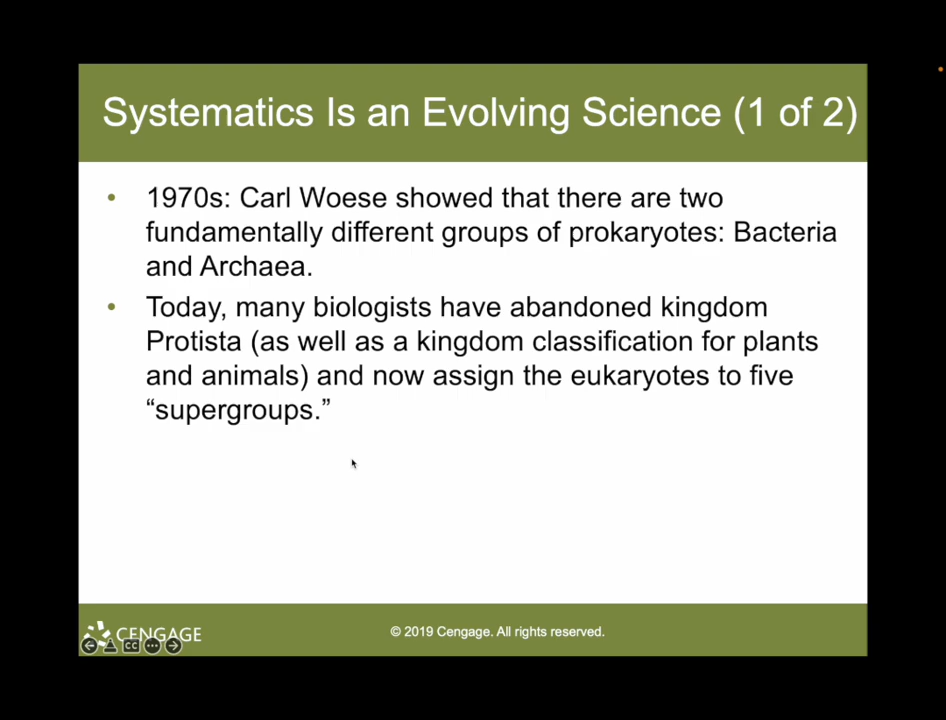 Systematics Is an Evolving Science (1 of 2)
• 1970s: Carl Woese showed that there are two
fundamentally different groups of prokaryotes: Bacteria
and Archaea.
• Today, many biologists have abandoned kingdom
Protista (as well as a kingdom classification for plants
and animals) and now assign the eukaryotes to five
“supergroups.”
CENGAGE
© 2019 Cengage. All rights reserved.
CC